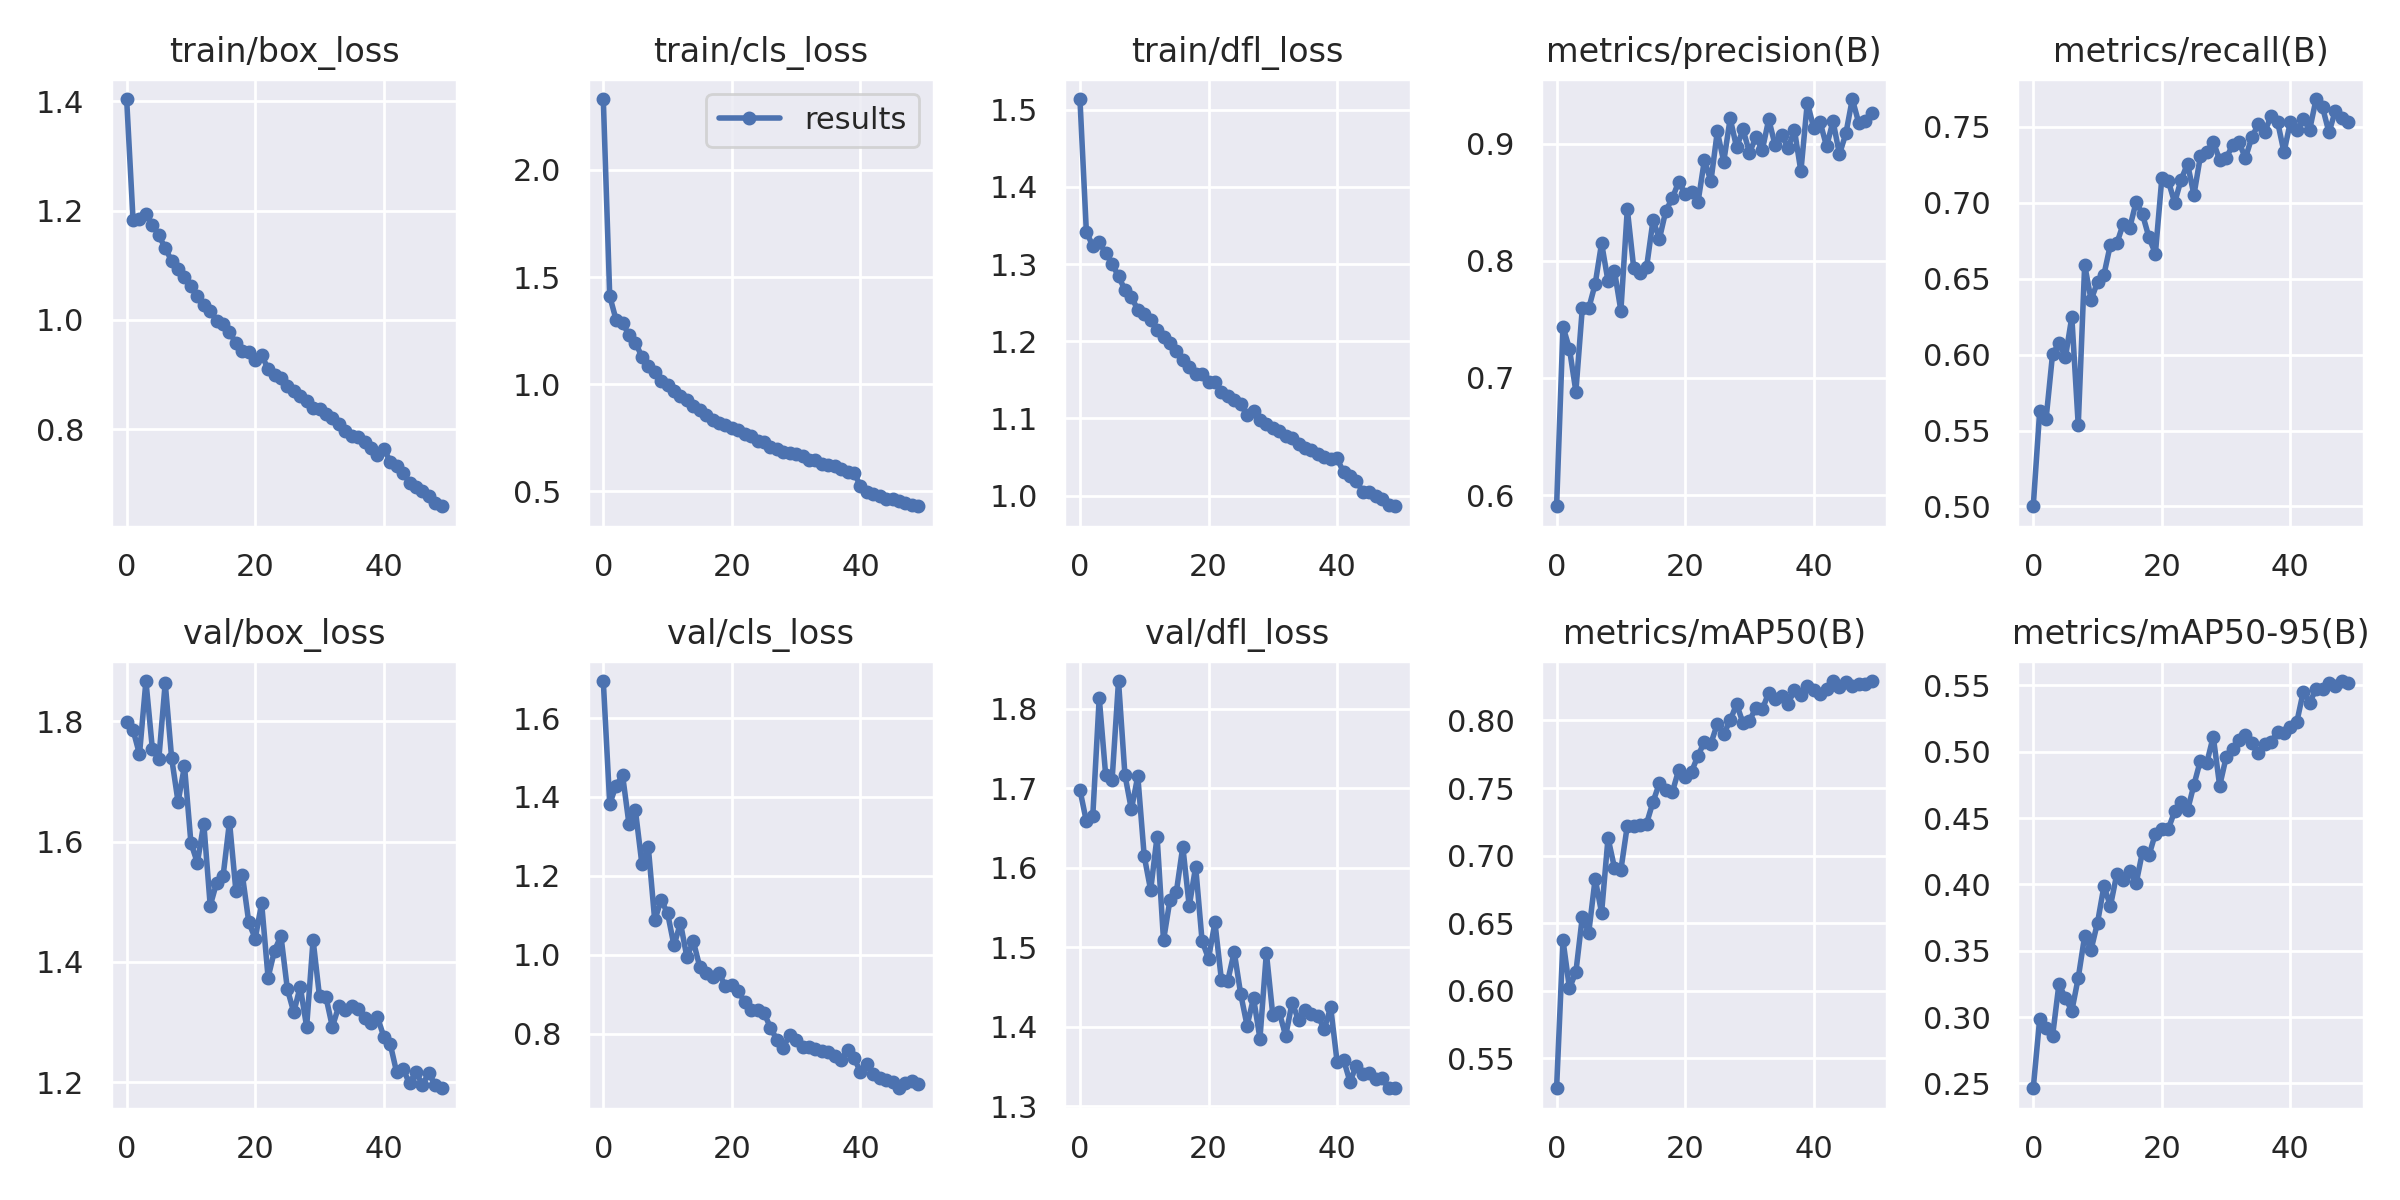 train/box_loss
1.4
1.2
1.0
0.8
0 20 40
train/cls_loss
results
2.0
1.5
1.0
0.5
0 20 40
train/dfl_loss
1.5
1.4
1.3
1.2
1.1
1.0
0 20 40
metrics/precision(B)
0.9
0.8
0.7
0.6
0 20 40
metrics/recall(B)
0.75
0.70
0.65
0.60
0.55
0.50
0 20 40
val/box_loss
1.8
1.6
1.4
1.2
0 20 40
val/cls_loss
1.6
1.4
1.2
1.0
0.8
0 20 40
val/dfl_loss
1.8
1.7
1.6
1.5
1.4
1.3
0 20 40
metrics/mAP50(B)
0.80
0.75
0.70
0.65
0.60
0.55
0 20 40
metrics/mAP50-95(B)
0.55
0.50
0.45
0.40
0.35
0.30
0.25
0 20 40